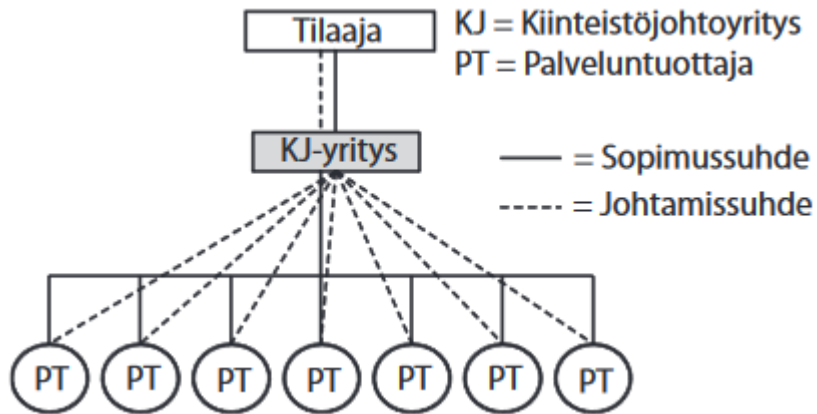 Tilaaja
KJ = Kiinteistöjohtoyritys
PT = Palveluntuottaja
KJ-yritys
= Sopimussuhde
= Johtamissuhde
PT PT PT PT PT PT PT